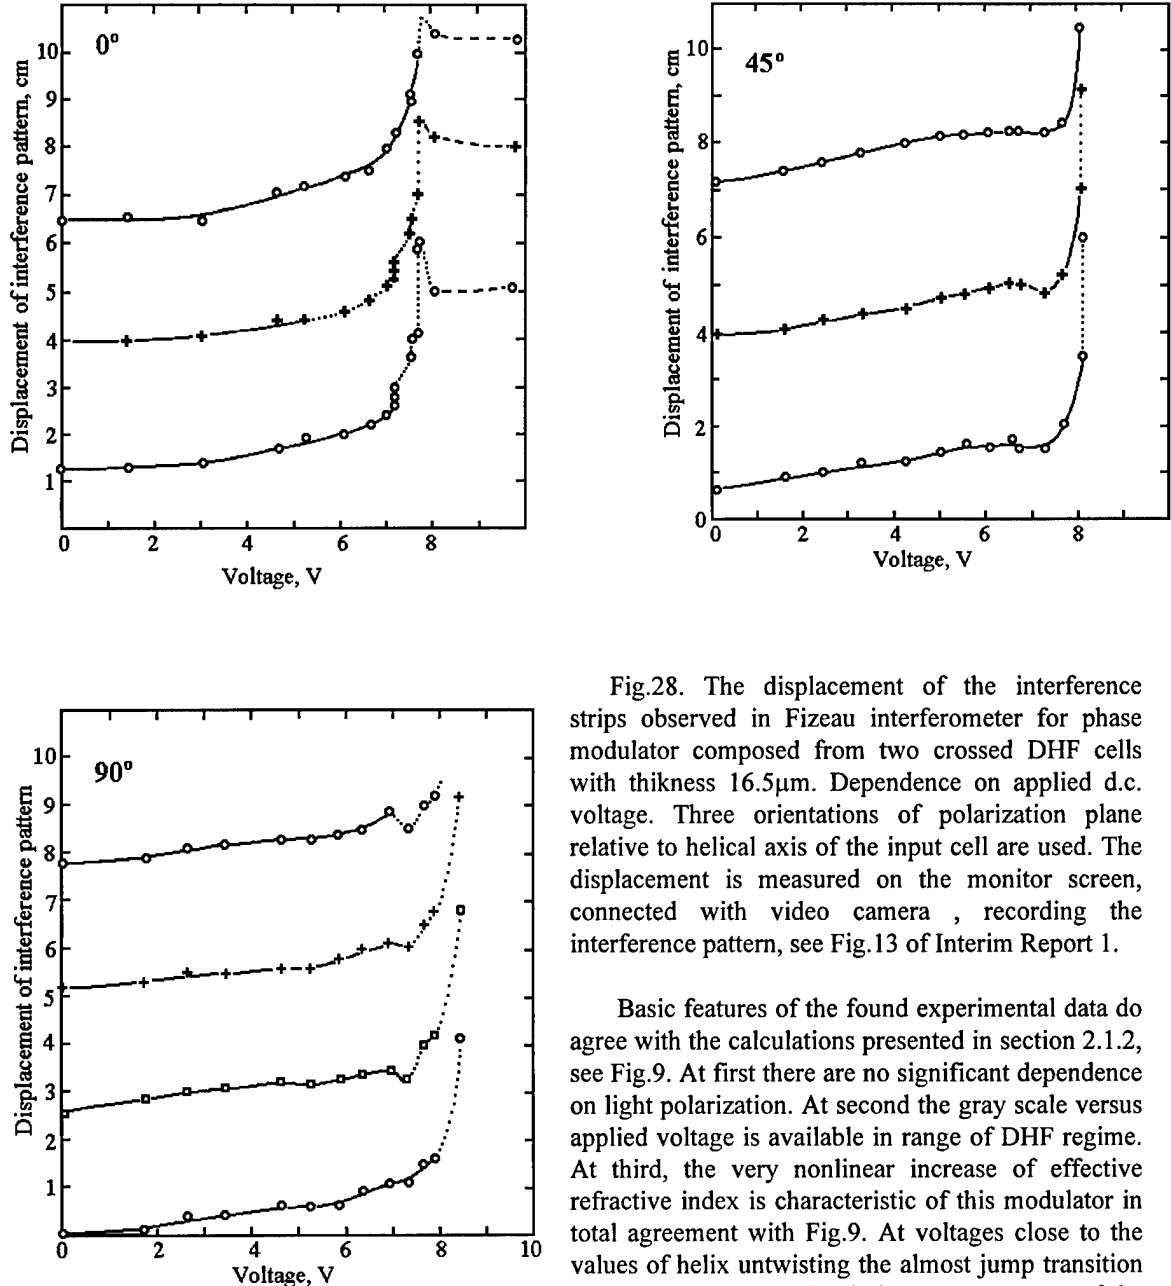 0°
Displacement of interference pattern, cm
10
9
8
7
6
5
4
3
2
1
0 2 4 6 8
Voltage, V
45°
Displacement of interference pattern, cm
10
8
6
4
2
0
0 2 4 6 8
Voltage, V
90°
Displacement of interference pattern
10
9
8
7
6
5
4
3
2
1
0 2 4 6 8 10
Voltage, V
Fig.28. The displacement of the interference
strips observed in Fizeau interferometer for phase
modulator composed from two crossed DHF cells
with thikness 16.5μm. Dependence on applied d.c.
voltage. Three orientations of polarization plane
relative to helical axis of the input cell are used. The
displacement is measured on the monitor screen,
connected with video camera , recording the
interference pattern, see Fig.13 of Interim Report 1.
Basic features of the found experimental data do
agree with the calculations presented in section 2.1.2,
see Fig.9. At first there are no significant dependence
on light polarization. At second the gray scale versus
applied voltage is available in range of DHF regime.
At third, the very nonlinear increase of effective
refractive index is characteristic of this modulator in
total agreement with Fig.9. At voltages close to the
values of helix untwisting the almost jump transition